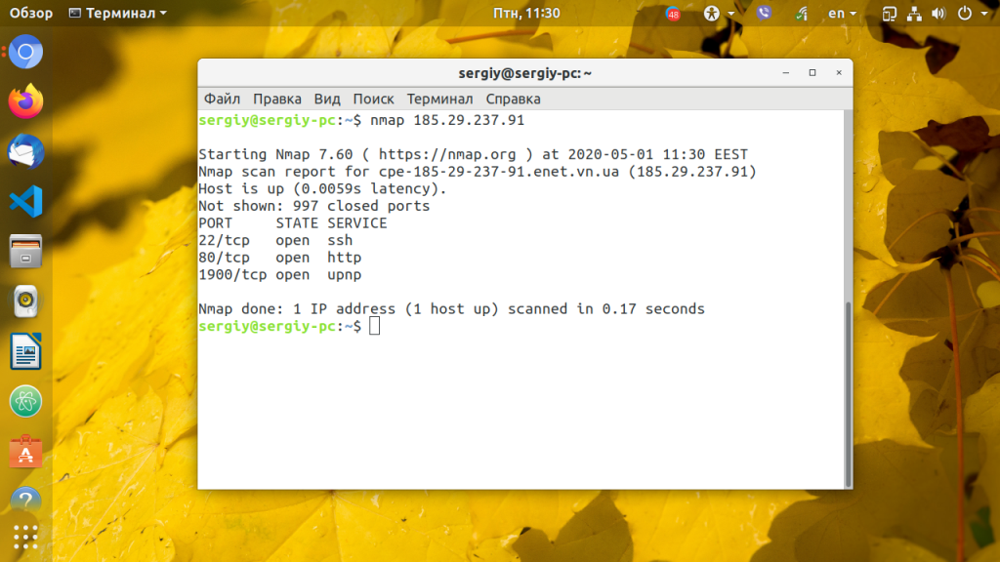 Обзор
Терминал
Птн, 11:30
48
en
sergiy@sergiy-pc: ~
Файл Правка Вид Поиск Терминал Справка
sergiy@sergiy-pc:~$ nmap 185.29.237.91
Starting Nmap 7.60 ( https://nmap.org ) at 2020-05-01 11:30 EEST
Nmap scan report for cpe-185-29-237-91.enet.vn.ua (185.29.237.91)
Host is up (0.0059s latency).
Not shown: 997 closed ports
PORT     STATE SERVICE
22/tcp   open  ssh
80/tcp   open  http
1900/tcp open  upnp
Nmap done: 1 IP address (1 host up) scanned in 0.17 seconds
sergiy@sergiy-pc:~$